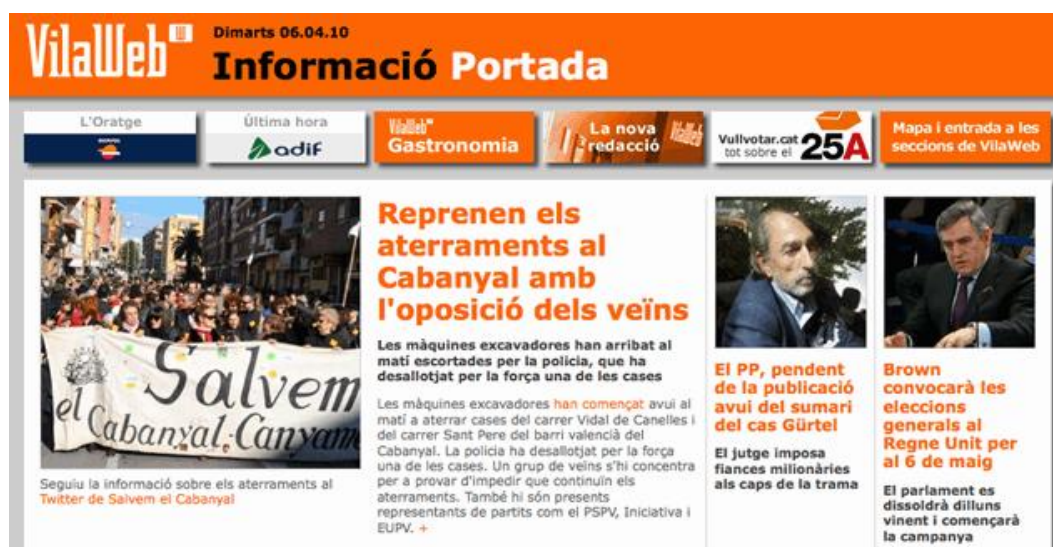 VilaWeb
Dimarts 06.04.10
Informació Portada
L'Oratge
Última hora
adif
VilaWeb
Gastronomia
La nova
redacció
VilaWeb
Vullvotar.cat
tot sobre el 25A
Mapa i entrada a les
seccions de VilaWeb
Salvem
el Cabanyal-Canyame
Seguiu la informació sobre els aterraments al
Twitter de Salvem el Cabanyal
Reprenen els
aterraments al
Cabanyal amb
l'oposició dels veïns
Les màquines excavadores han arribat al
matí escortades per la policia, que ha
desallotjat per la força una de les cases
Les màquines excavadores han començat avui al
matí a aterrar cases del carrer Vidal de Canelles i
del carrer Sant Pere del barri valencià del
Cabanyal. La policia ha desallotjat per la força
una de les cases. Un grup de veïns s'hi concentra
per a provar d'impedir que continuïn els
aterraments. També hi són presents
representants de partits com el PSPV, Iniciativa i
EUPV. +
El PP, pendent
de la publicació
avui del sumari
del cas Gürtel
El jutge imposa
fiances milionàries
als caps de la trama
Brown
convocarà les
eleccions
generals al
Regne Unit per
al 6 de maig
El parlament es
dissoldrà dilluns
vinent i començarà
la campanya